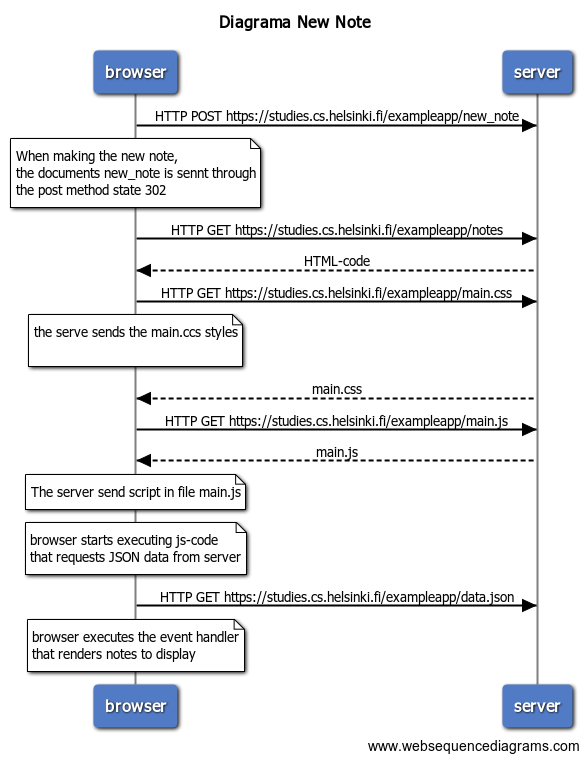 Diagrama New Note
browser
server
HTTP POST https://studies.cs.helsinki.fi/exampleapp/new_note
When making the new note,
the documents new_note is sennt through
the post method state 302
HTTP GET https://studies.cs.helsinki.fi/exampleapp/notes
HTML-code
HTTP GET https://studies.cs.helsinki.fi/exampleapp/main.css
the serve sends the main.ccs styles
main.css
HTTP GET https://studies.cs.helsinki.fi/exampleapp/main.js
main.js
The server send script in file main.js
browser starts executing js-code
that requests JSON data from server
HTTP GET https://studies.cs.helsinki.fi/exampleapp/data.json
browser executes the event handler
that renders notes to display
browser
server
www.websequencediagrams.com